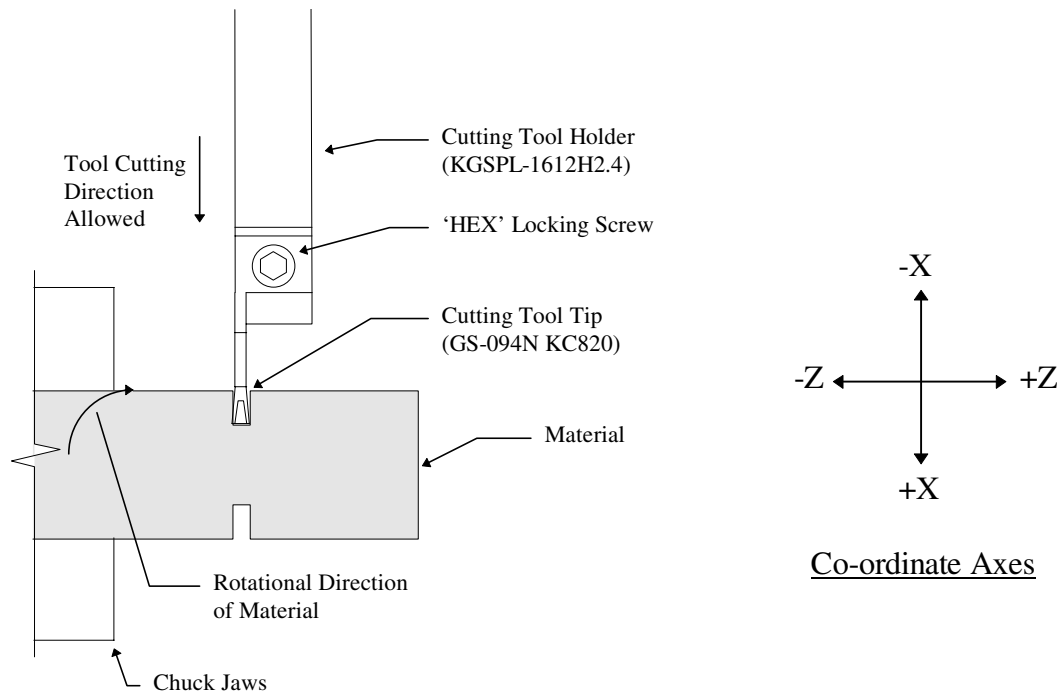 Tool Cutting
Direction
Allowed
Cutting Tool Holder
(KGSPL-1612H2.4)
‘HEX’ Locking Screw
Cutting Tool Tip
(GS-094N KC820)
Material
Rotational Direction
of Material
Chuck Jaws
-X
-Z
+Z
+X
Co-ordinate Axes